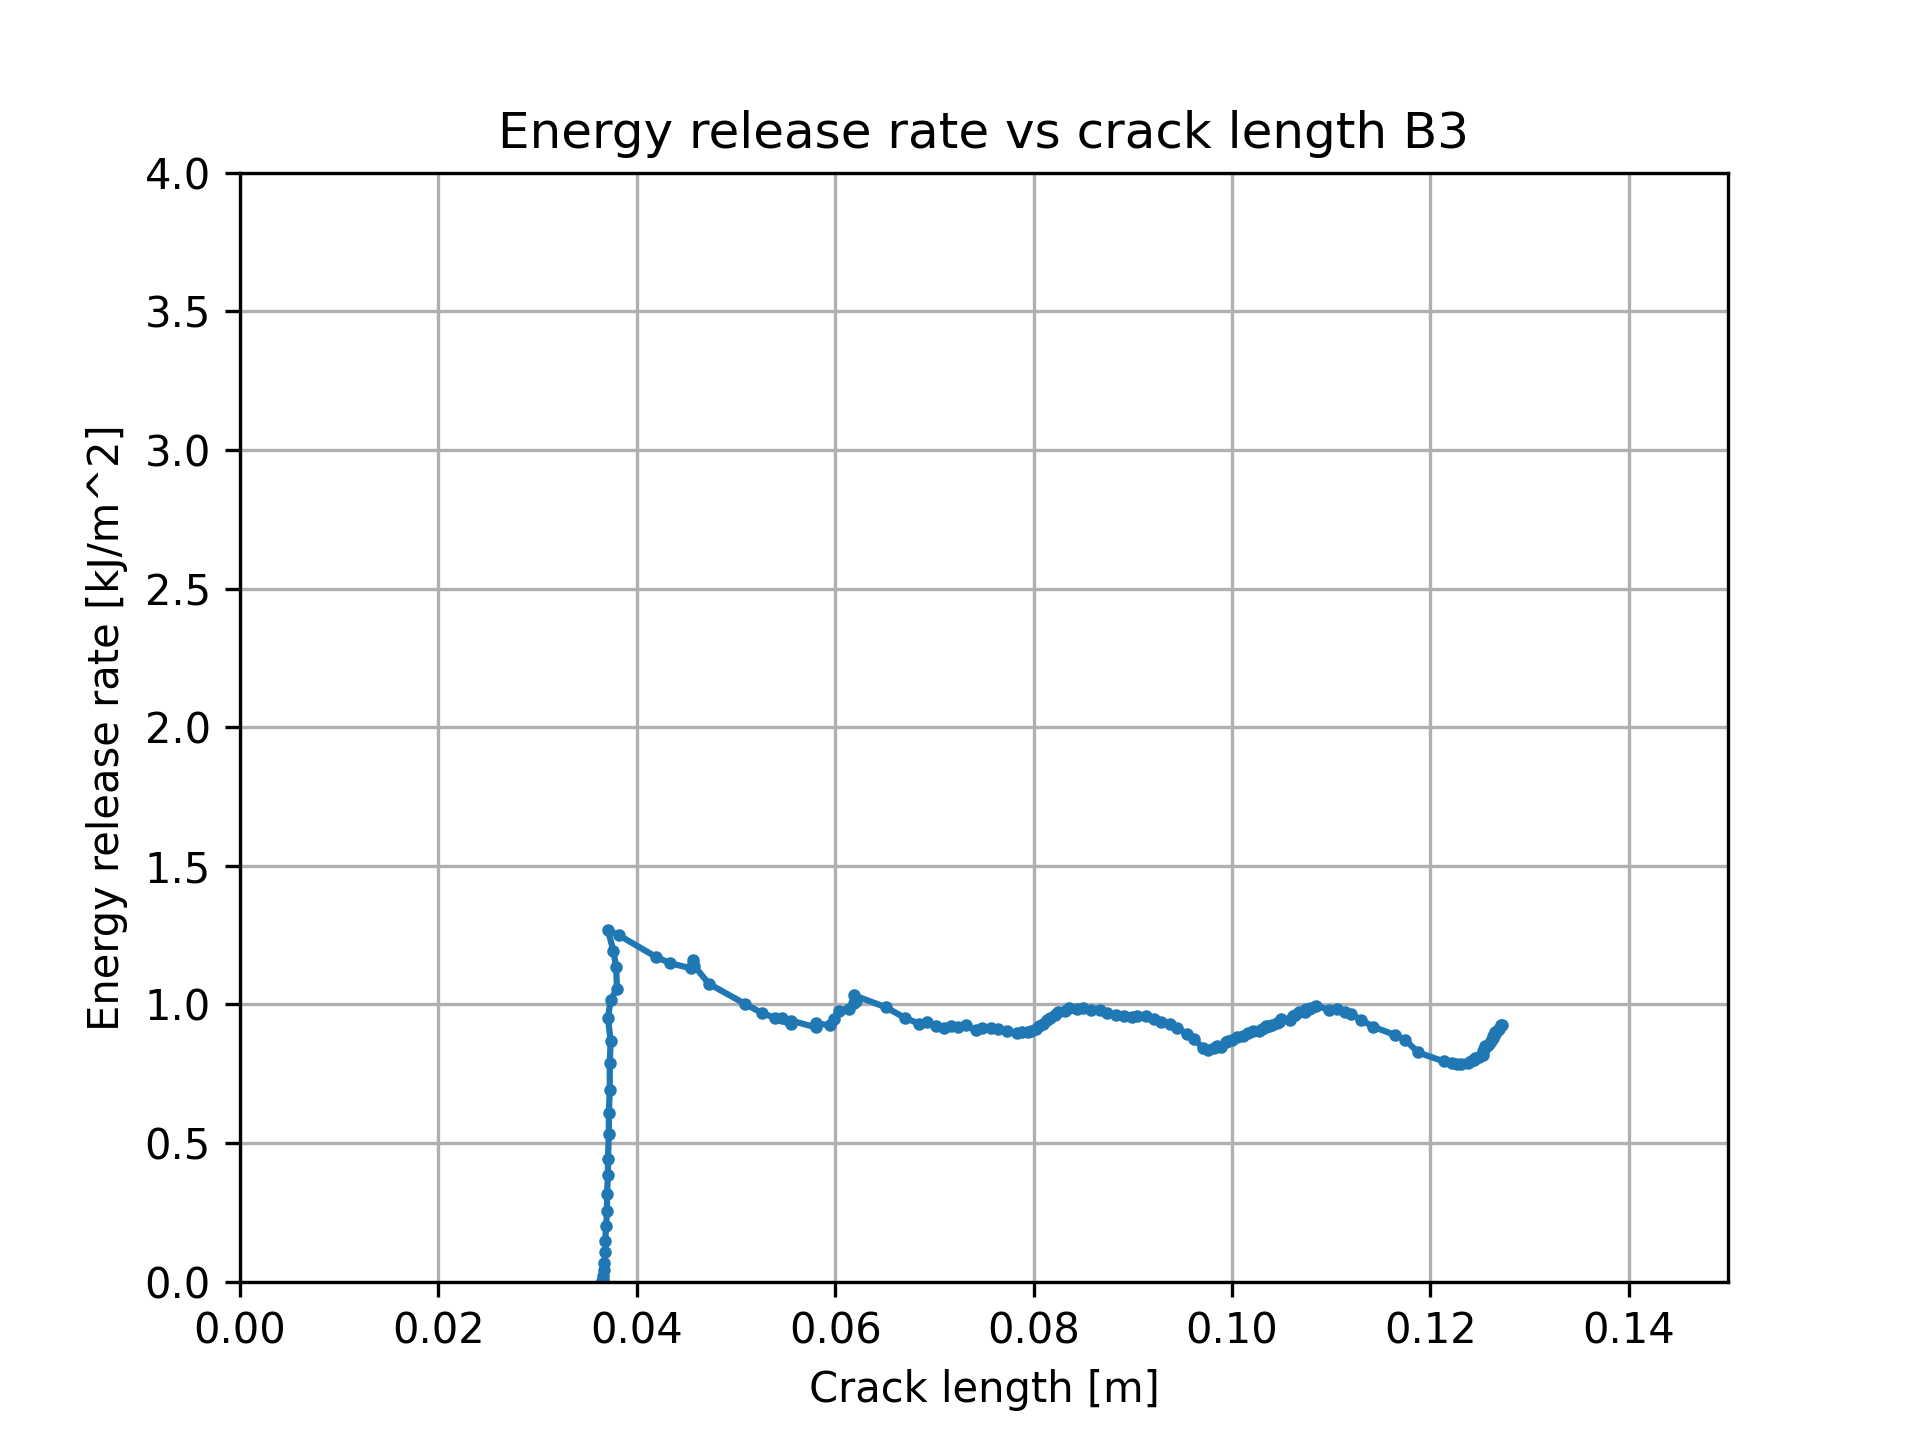 Energy release rate vs crack length B3
4.0
3.5
3.0
2.5
2.0
1.5
1.0
0.5
0.0
Energy release rate [kJ/m^2]
0.00 0.02 0.04 0.06 0.08 0.10 0.12 0.14
Crack length [m]